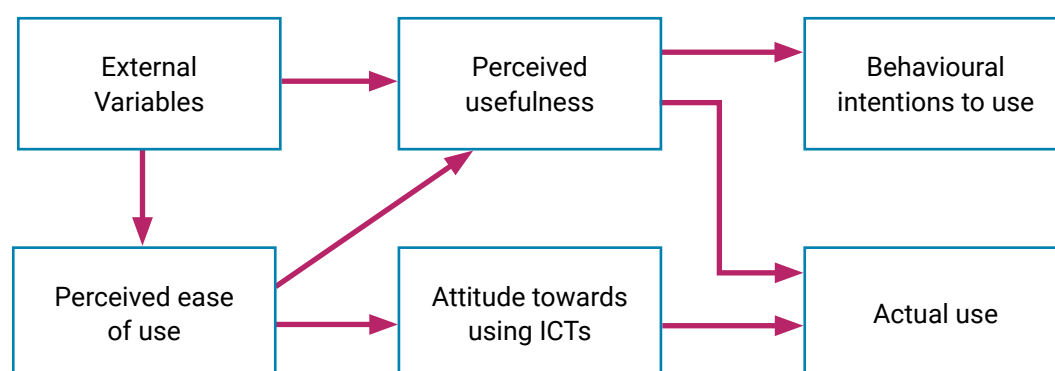 External
Variables
Perceived
usefulness
Behavioural
intentions to use
Perceived ease
of use
Attitude towards
using ICTs
Actual use